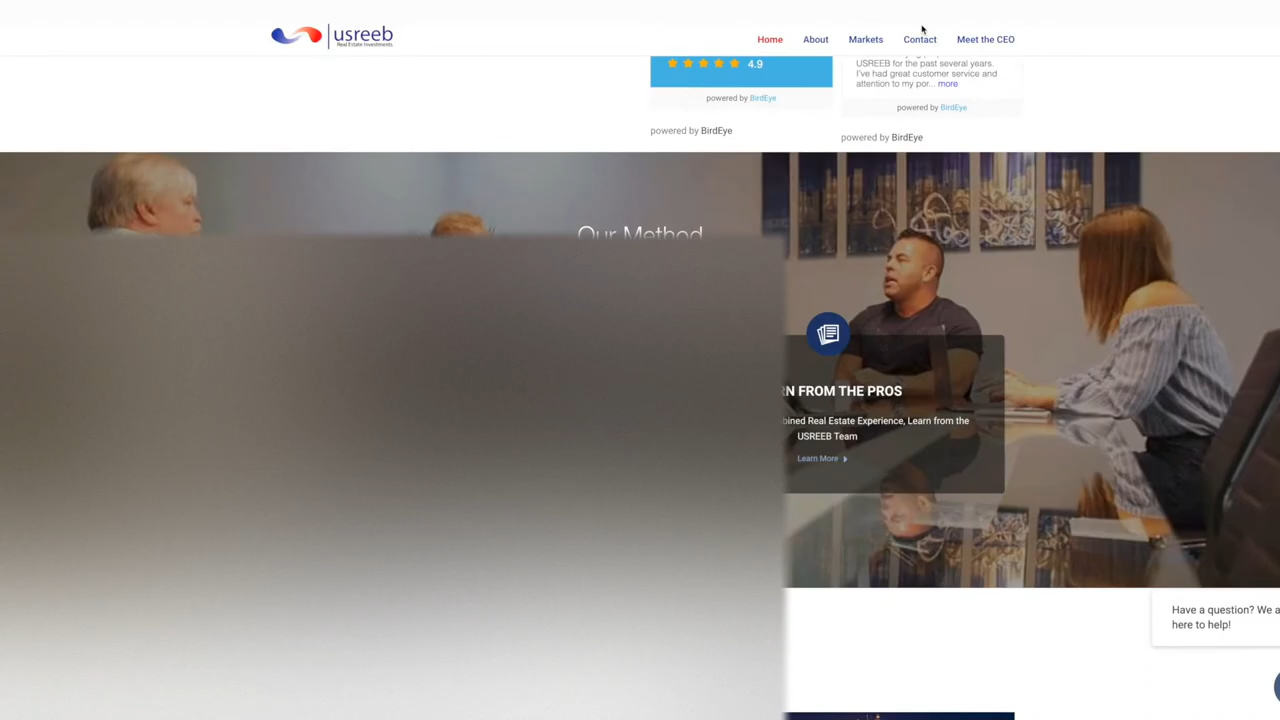 usreeb
Real Estate Investments
Home About Markets Contact Meet the CEO
4.9
powered by BirdEye
powered by BirdEye
USREEB for the past several years.
I've had great customer service and
attention to my por... more
powered by BirdEye
powered by BirdEye
Our Method
N FROM THE PROS
bined Real Estate Experience, Learn from the
USREEB Team
Learn More
Have a question? We a
here to help!